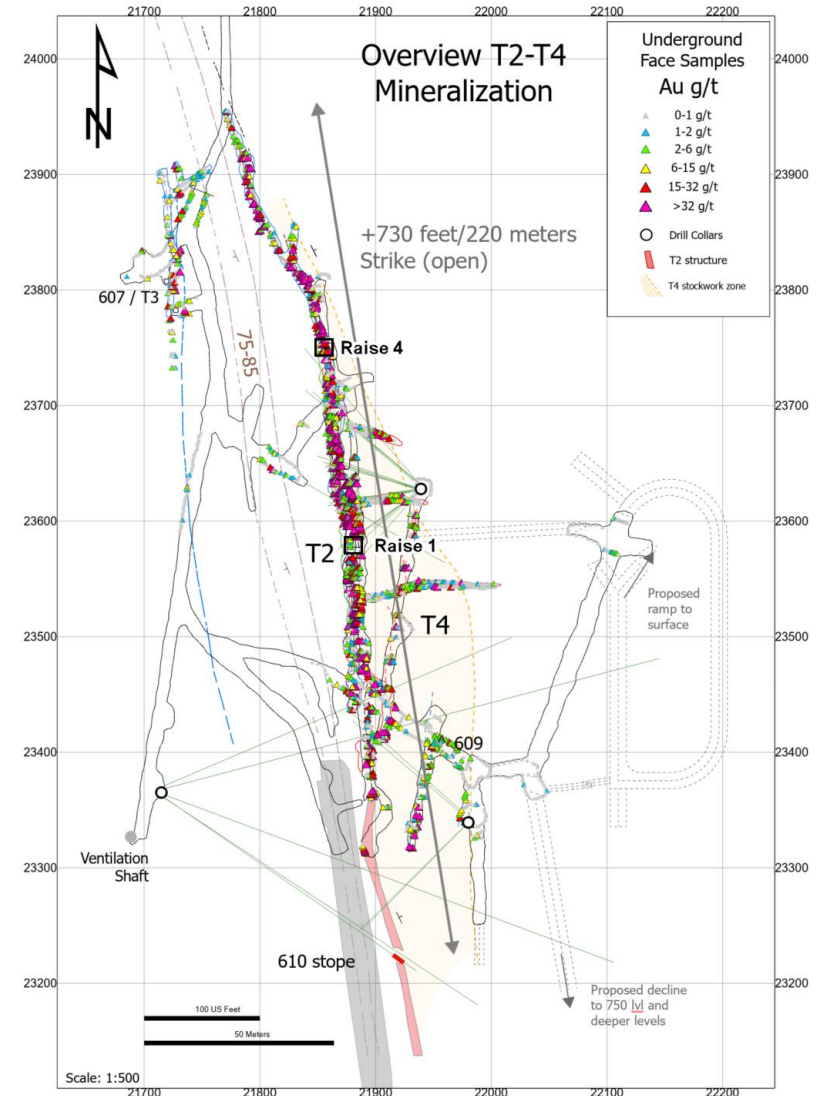 21700 21800 21900 22000 22100 22200
24000 24000
23900 23900
23800 23800
23700 23700
23600 23600
23500 23500
23400 23400
23300 23300
23200 23200
N
Overview T2-T4
Mineralization
Underground
Face Samples
Au g/t
0-1 g/t
1-2 g/t
2-6 g/t
6-15 g/t
15-32 g/t
>32 g/t
Drill Collars
T2 structure
T4 stockwork zone
+730 feet/220 meters
Strike (open)
607 / T3
75-85
Raise 4
T2
Raise 1
T4
Proposed
ramp to
surface
609
Ventilation
Shaft
610 stope
Proposed decline
to 750 lvl and
deeper levels
100 US Feet
50 Meters
Scale: 1:500
21700 21800 21900 22000 22100 22200